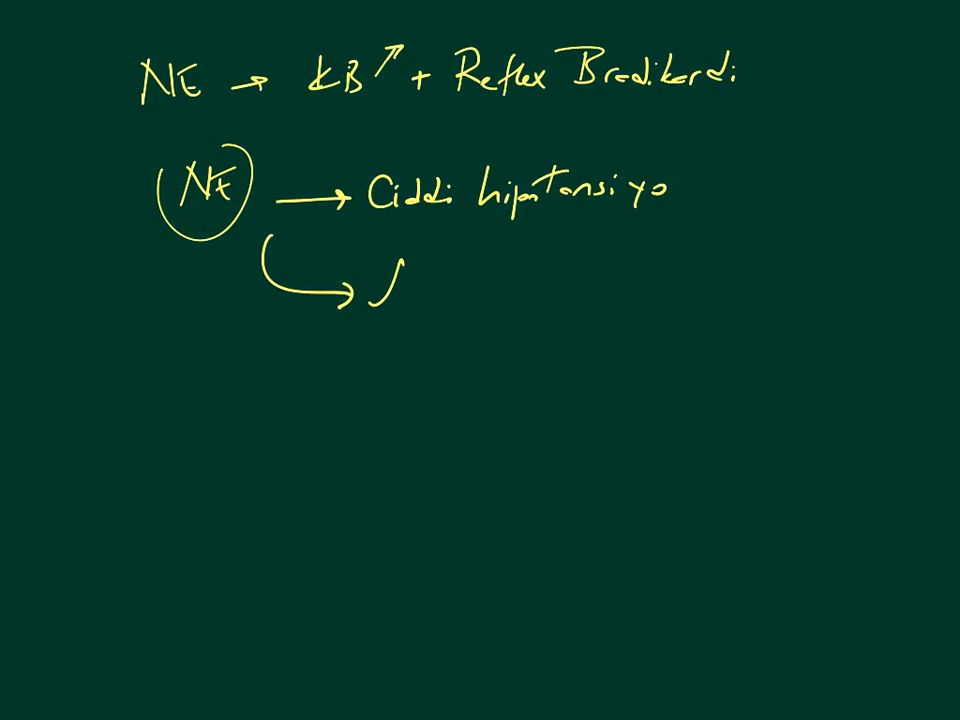 NE → KB ↗ + Reflex Bradikardi
NE → Ciddi hipotansiyo